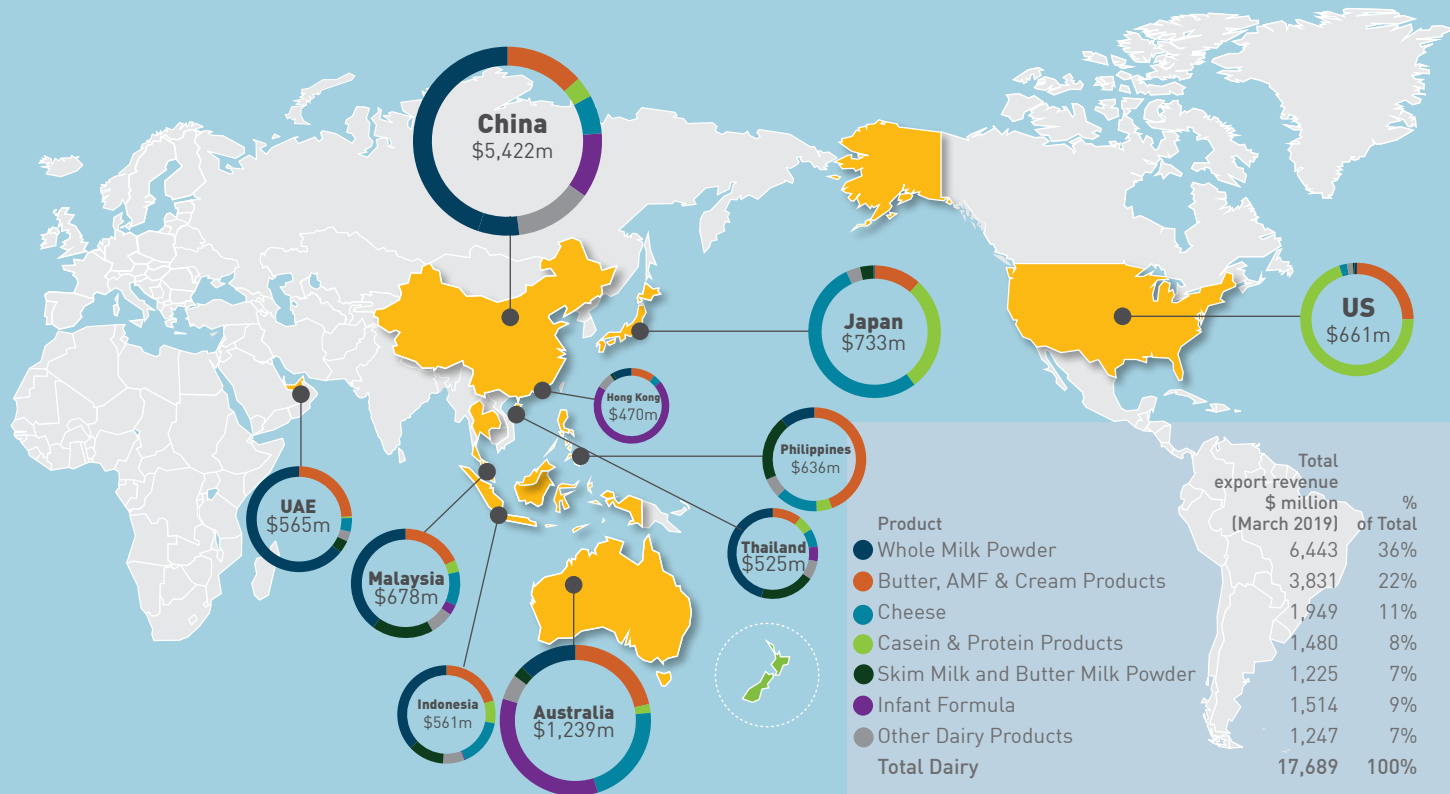 China
$5,422m
Japan
$733m
US
$661m
Hong Kong
$470m
Philippines
$636m
UAE
$565m
Thailand
$525m
Malaysia
$678m
Indonesia
$561m
Australia
$1,239m
Total
export revenue
$ million %
Product (March 2019) of Total
Whole Milk Powder 6,443 36%
Butter, AMF & Cream Products 3,831 22%
Cheese 1,949 11%
Casein & Protein Products 1,480 8%
Skim Milk and Butter Milk Powder 1,225 7%
Infant Formula 1,514 9%
Other Dairy Products 1,247 7%
Total Dairy 17,689 100%